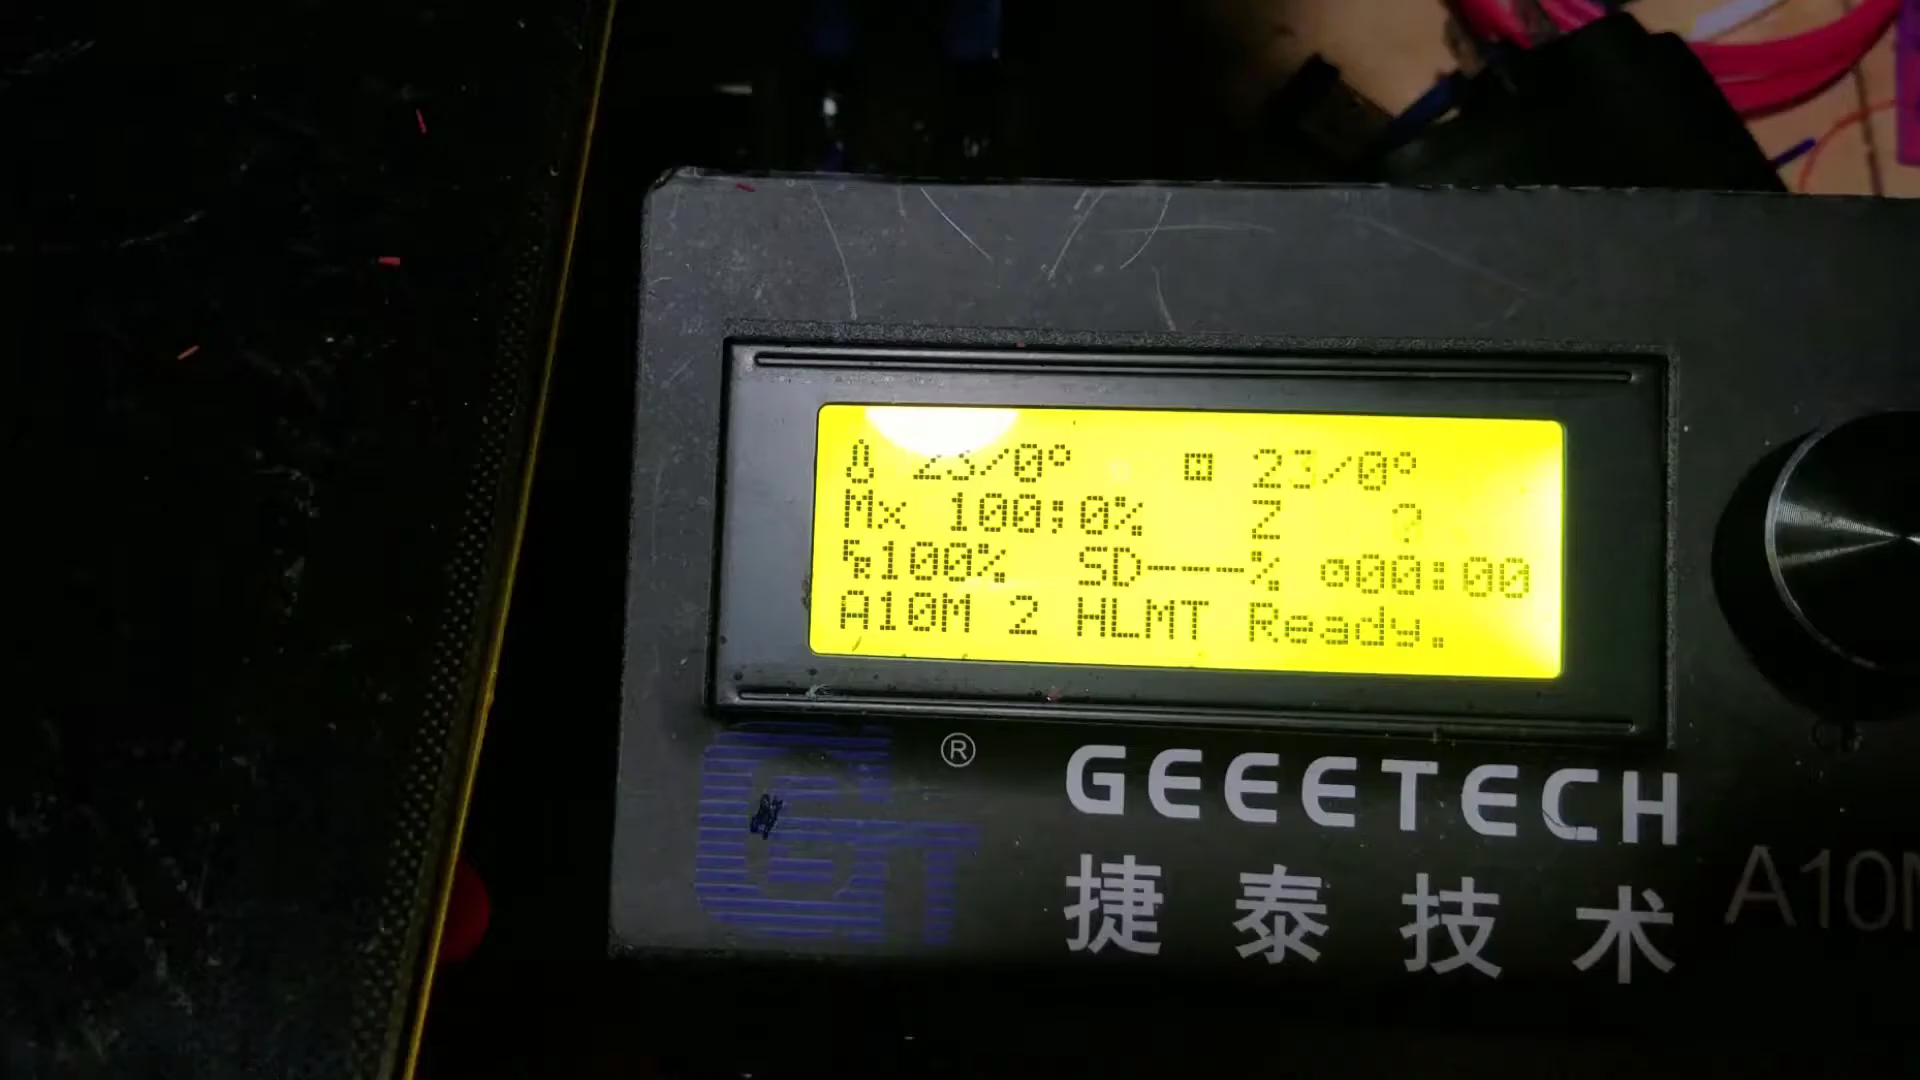 23/0° 23/0°
Mx 100:0% Z ?
100% SD---% 00:00
A10M 2 HLMT Ready.
®
GEEETECH
捷泰技术
A10M